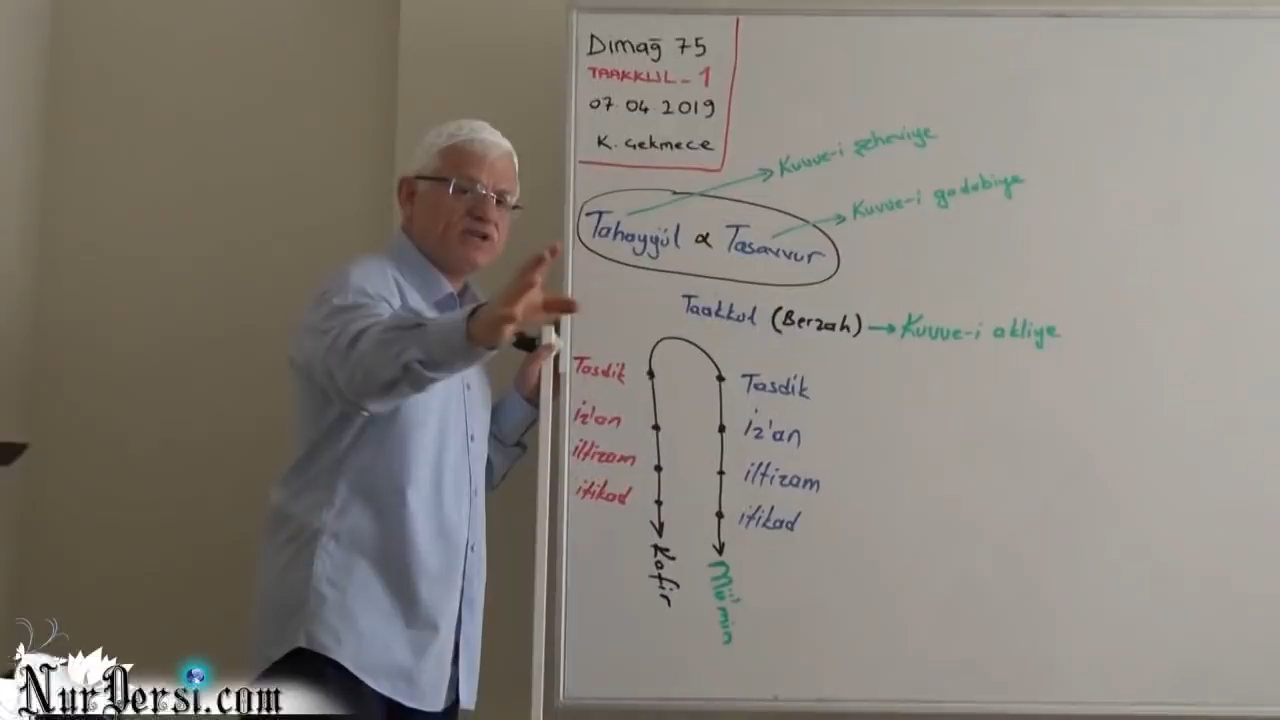 Dimağ 75
TAAKKUL - 1
07.04.2019
K. Çekmece
Kuvve-i şeheviye
Kuvve-i gadabiye
Tahayyül α Tasavvur
Taakkul (Berzah) → Kuvve-i akliye
Tasdik
iz'an
iltizam
itikad
Kafir
Tasdik
iz'an
iltizam
itikad
Mü'min
NurDersi.com